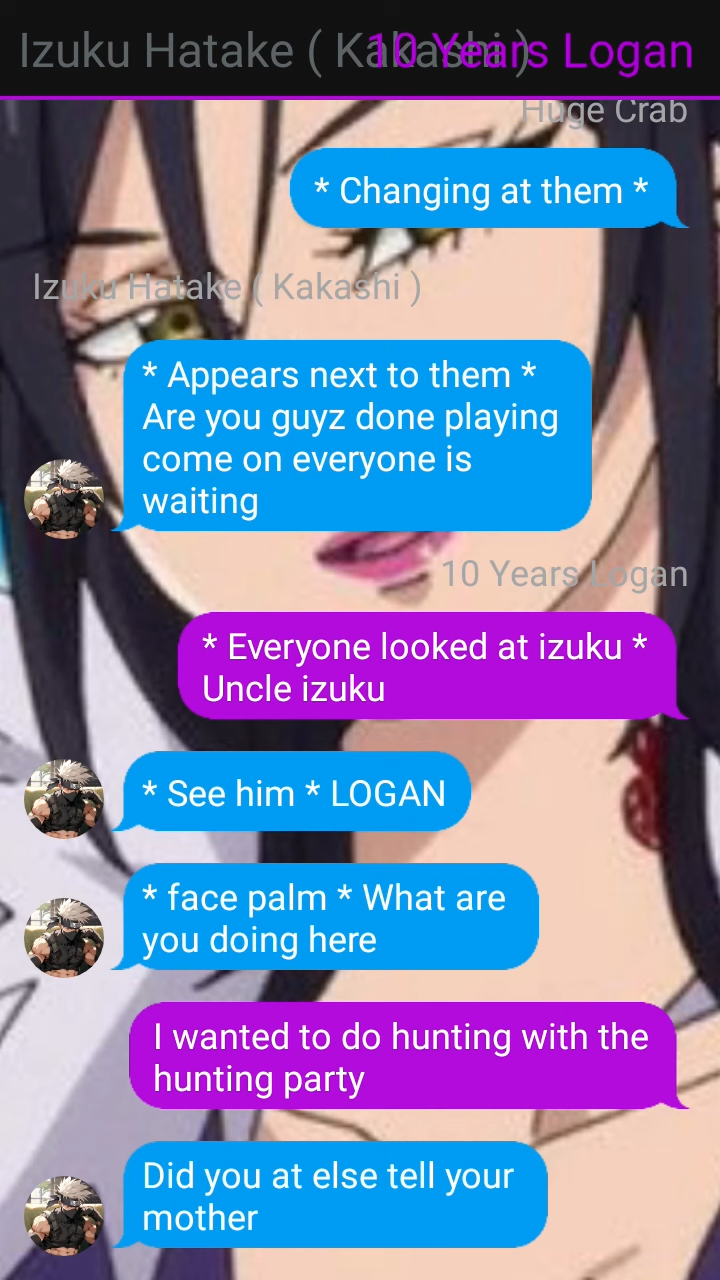 Izuku Hatake ( Kakashi )
10 Years Logan
Huge Crab
* Changing at them *
Izuku Hatake ( Kakashi )
* Appears next to them *
Are you guyz done playing
come on everyone is
waiting
10 Years Logan
* Everyone looked at izuku *
Uncle izuku
* See him * LOGAN
* face palm * What are
you doing here
I wanted to do hunting with the
hunting party
Did you at else tell your
mother